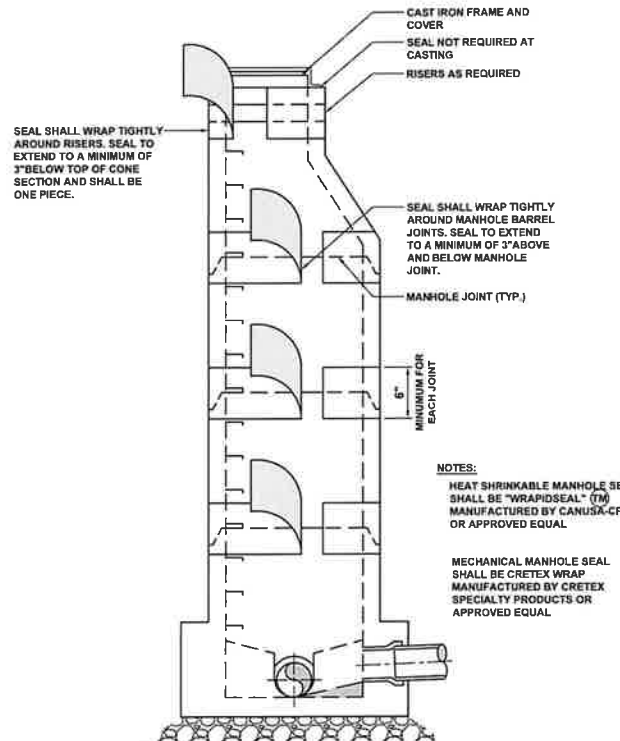 CAST IRON FRAME AND
COVER
SEAL NOT REQUIRED AT
CASTING
RISERS AS REQUIRED
SEAL SHALL WRAP TIGHTLY
AROUND RISERS. SEAL TO
EXTEND TO A MINIMUM OF
3"BELOW TOP OF CONE
SECTION AND SHALL BE
ONE PIECE.
SEAL SHALL WRAP TIGHTLY
AROUND MANHOLE BARREL
JOINTS. SEAL TO EXTEND
TO A MINIMUM OF 3"ABOVE
AND BELOW MANHOLE
JOINT.
MANHOLE JOINT (TYP.)
6"
MINUMUM FOR
EACH JOINT
NOTES:
HEAT SHRINKABLE MANHOLE SE
SHALL BE "WRAPIDSEAL" TM
MANUFACTURED BY CANUSA-CP
OR APPROVED EQUAL
MECHANICAL MANHOLE SEAL
SHALL BE CRETEX WRAP
MANUFACTURED BY CRETEX
SPECIALTY PRODUCTS OR
APPROVED EQUAL